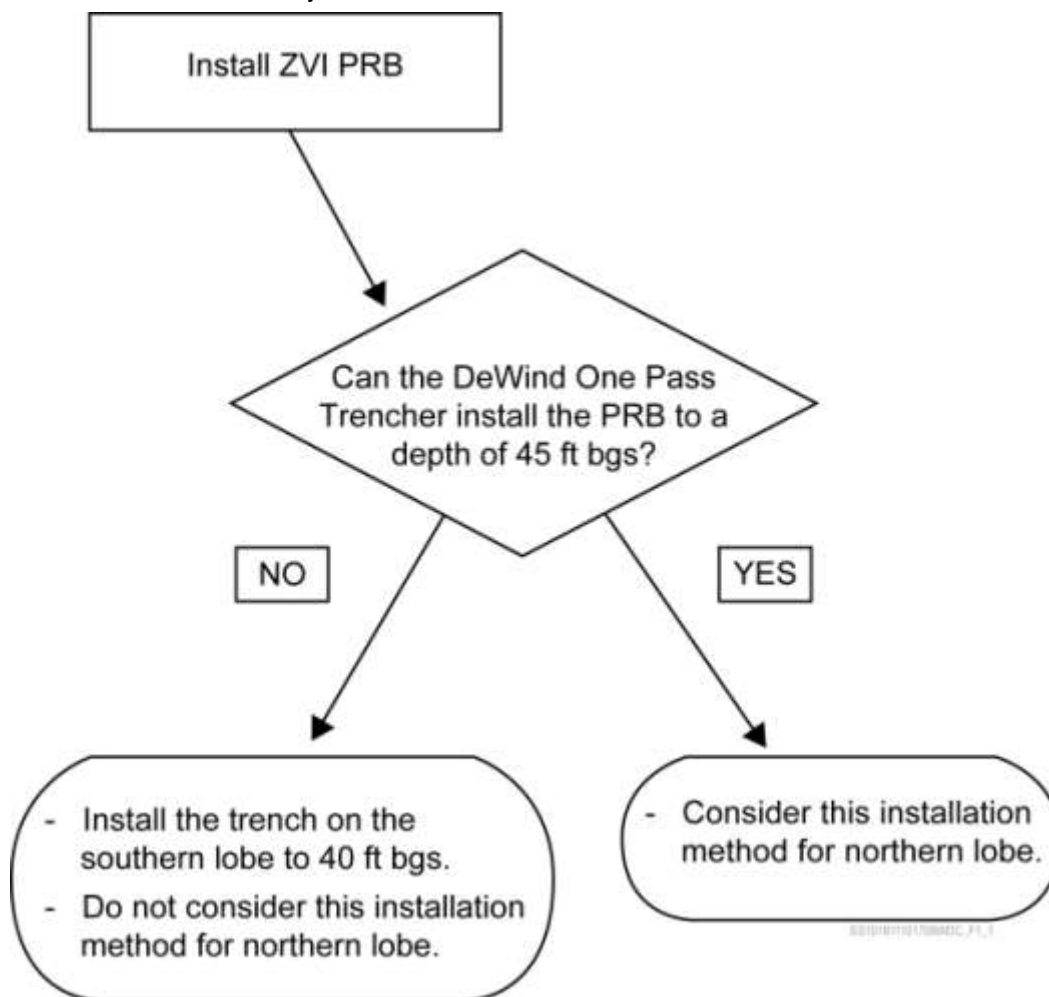 Install ZVI PRB
Can the DeWind One Pass
Trencher install the PRB to a
depth of 45 ft bgs?
NO
YES
- Install the trench on the
southern lobe to 40 ft bgs.
- Do not consider this installation
method for northern lobe.
- Consider this installation
method for northern lobe.